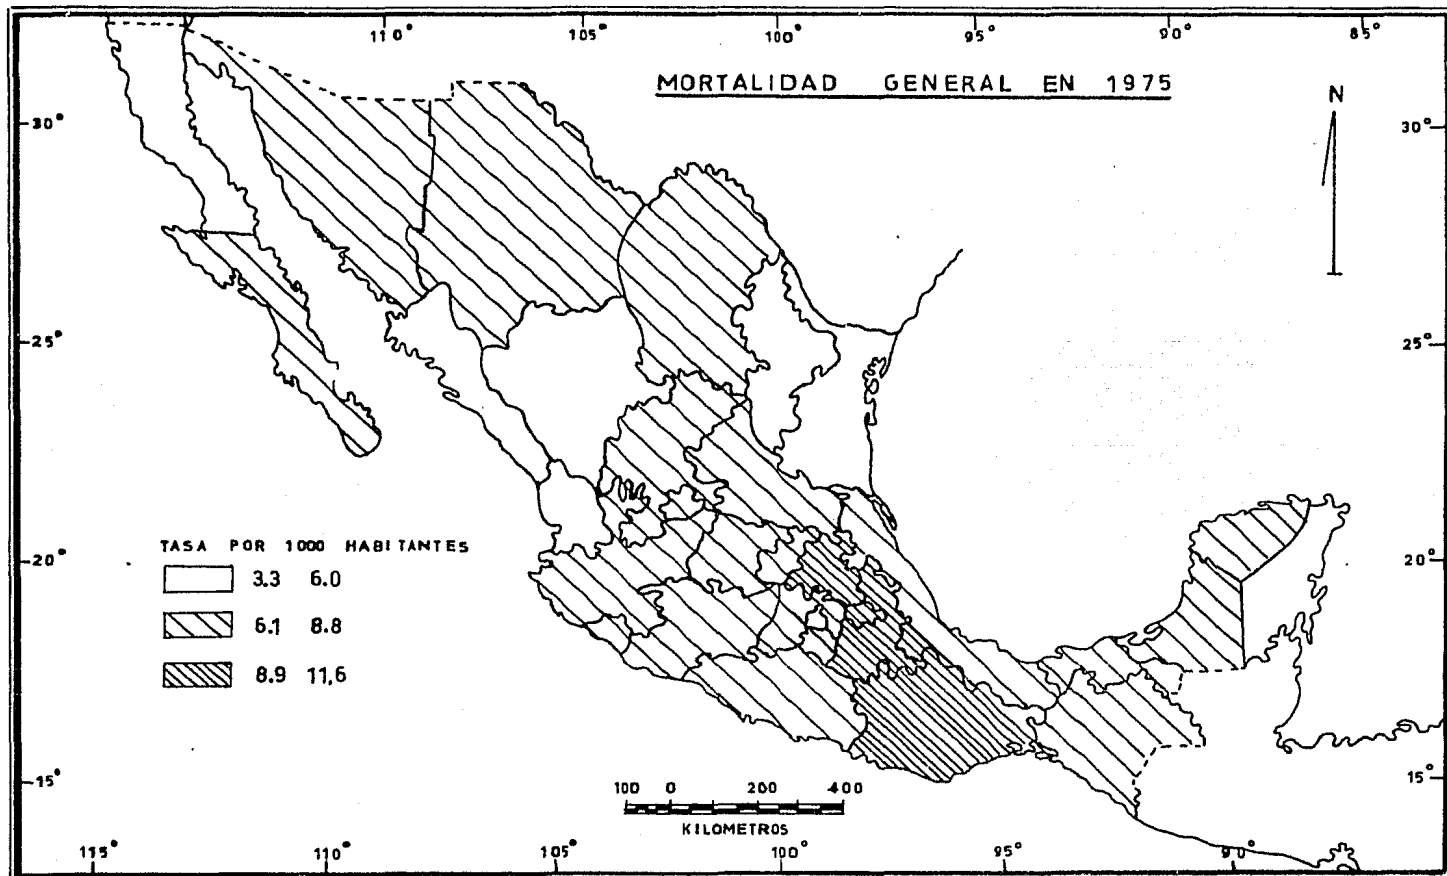 110° 105° 100° 95° 90° 85°
MORTALIDAD GENERAL EN 1975
N
30° 30°
25° 25°
TASA POR 1000 HABITANTES
20° 20°
3.3 6.0
6.1 8.8
8.9 11,6
15° 15°
100 0 200 400
KILOMETROS
115° 110° 105° 100° 95° 90°